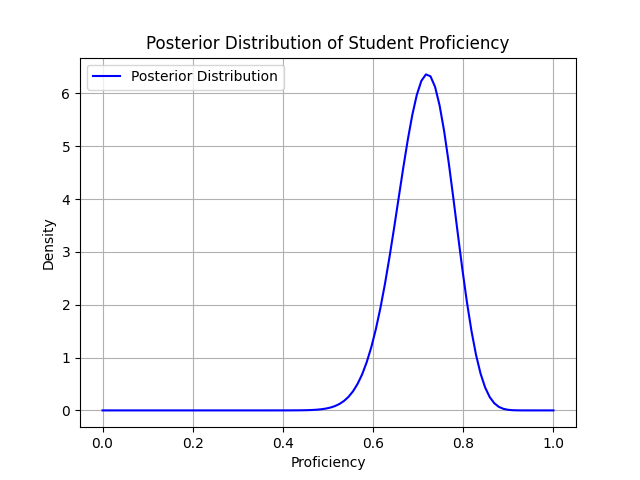 Posterior Distribution of Student Proficiency
Posterior Distribution
6
5
4
3
2
1
0
Density
0.0 0.2 0.4 0.6 0.8 1.0
Proficiency